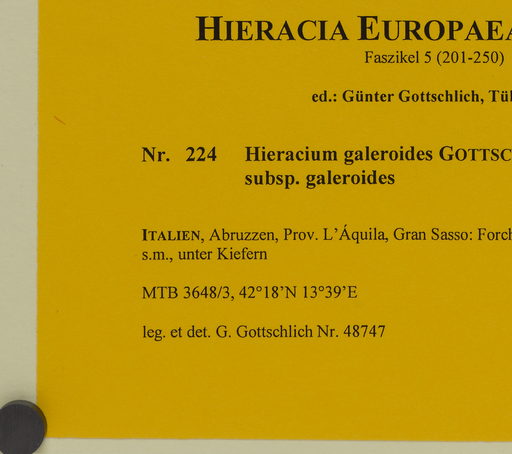 HIERACIA EUROPAEA
Faszikel 5 (201-250)
ed.: Günter Gottschlich, Tü
Nr. 224 Hieracium galeroides GOTTSC
subsp. galeroides
ITALIEN, Abruzzen, Prov. L'Áquila, Gran Sasso: Forch
s.m., unter Kiefern
MTB 3648/3, 42°18'N 13°39'E
leg. et det. G. Gottschlich Nr. 48747